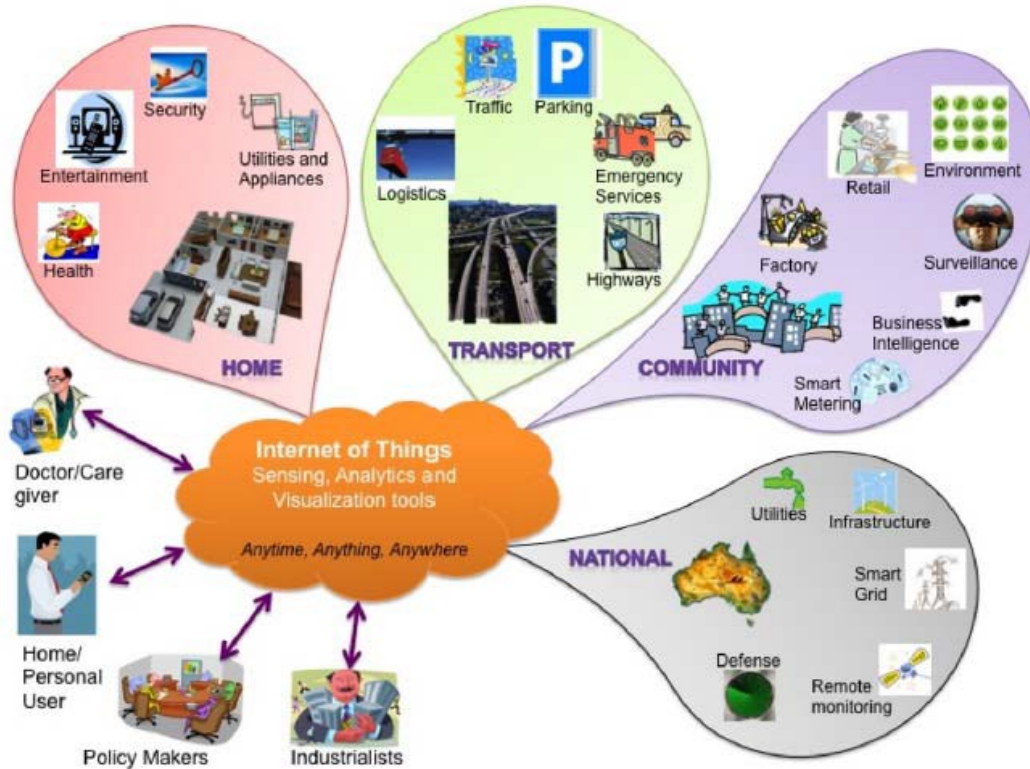 Security
Entertainment
Utilities and
Appliances
Health
HOME
Traffic
Parking
P
Logistics
Emergency
Services
Highways
TRANSPORT
Retail
Environment
Factory
Surveillance
Business
Intelligence
COMMUNITY
Smart
Metering
Internet of Things
Sensing, Analytics and
Visualization tools
Anytime, Anything, Anywhere
Doctor/Care
giver
Home/
Personal
User
Policy Makers
Industrialists
NATIONAL
Utilities
Infrastructure
Smart
Grid
Defense
Remote
monitoring